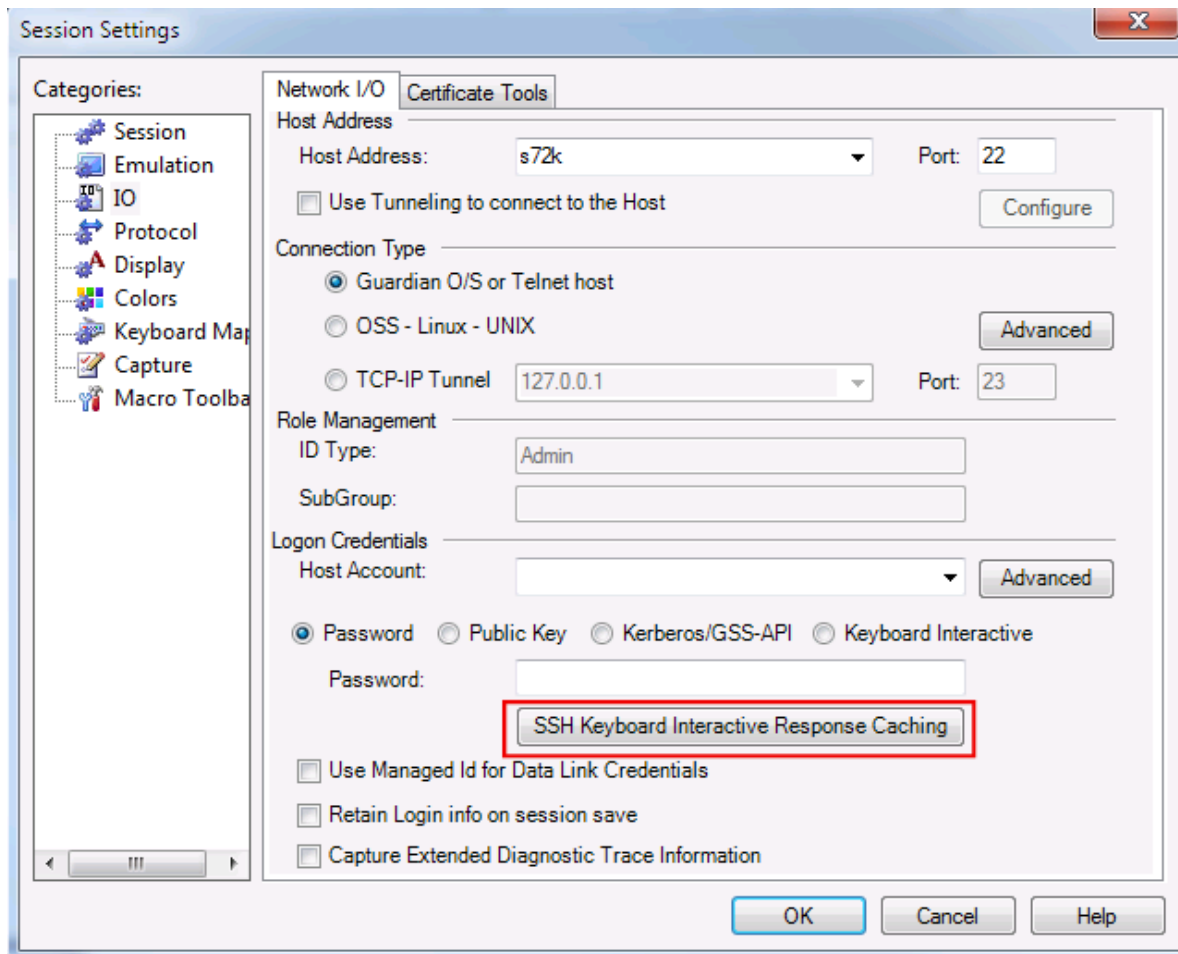 Session Settings
Categories:
Session
Emulation
IO
Protocol
Display
Colors
Keyboard Map
Capture
Macro Toolba
Network I/O
Certificate Tools
Host Address
Host Address:
s72k
Port:
22
Use Tunneling to connect to the Host
Configure
Connection Type
Guardian O/S or Telnet host
OSS - Linux - UNIX
Advanced
TCP-IP Tunnel
127.0.0.1
Port:
23
Role Management
ID Type:
Admin
SubGroup:
Logon Credentials
Host Account:
Advanced
Password
Public Key
Kerberos/GSS-API
Keyboard Interactive
Password:
SSH Keyboard Interactive Response Caching
Use Managed Id for Data Link Credentials
Retain Login info on session save
Capture Extended Diagnostic Trace Information
OK
Cancel
Help